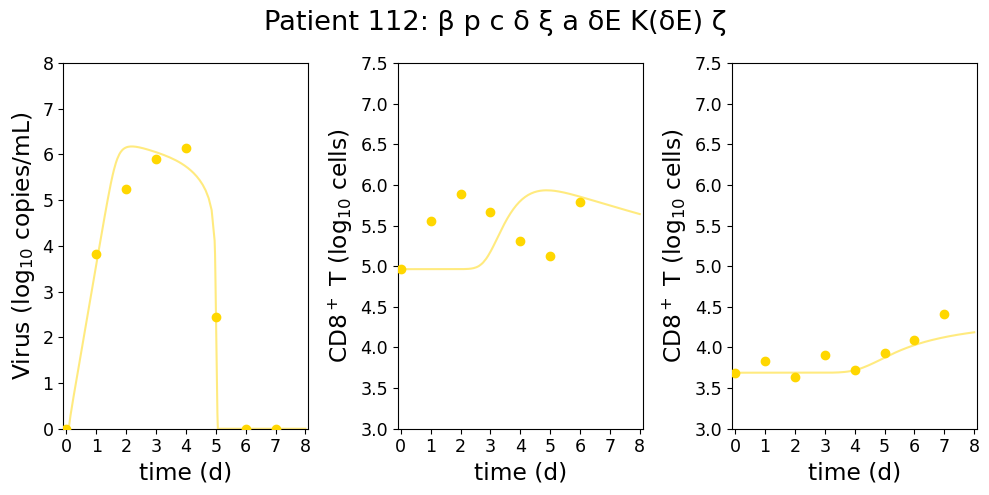 Patient 112: β p c δ ξ a δE K(δE) ζ
Virus (log₁₀ copies/mL)
8
7
6
5
4
3
2
1
0
0 1 2 3 4 5 6 7 8
time (d)
CD8⁺ T (log₁₀ cells)
7.5
7.0
6.5
6.0
5.5
5.0
4.5
4.0
3.5
3.0
0 1 2 3 4 5 6 7 8
time (d)
CD8⁺ T (log₁₀ cells)
7.5
7.0
6.5
6.0
5.5
5.0
4.5
4.0
3.5
3.0
0 1 2 3 4 5 6 7 8
time (d)